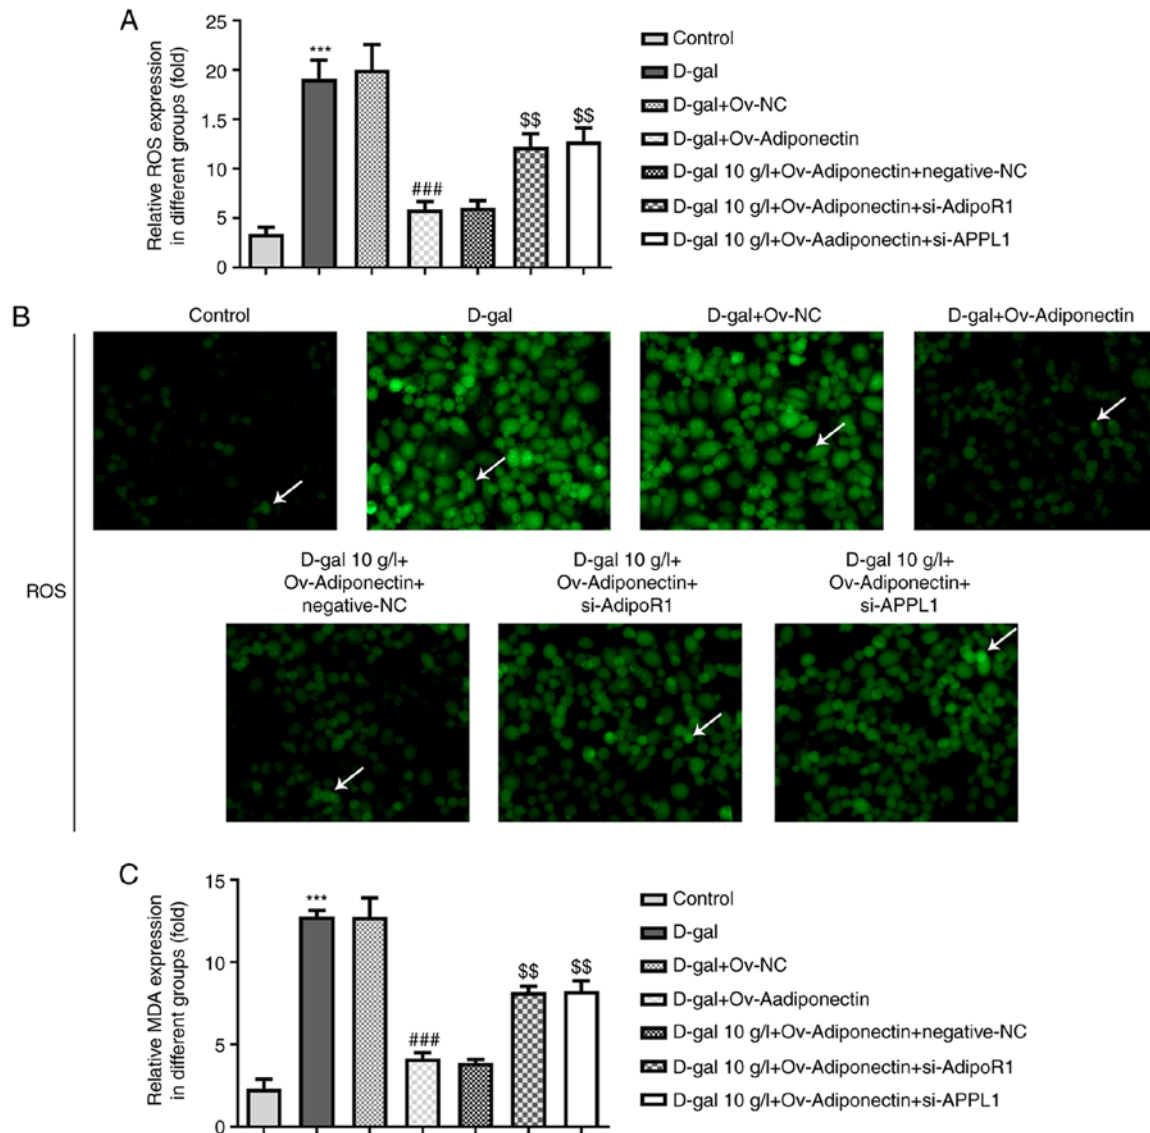 A
Relative ROS expression
in different groups (fold)
25
20
1.5
10
5
0
***
###
$$
$$
Control
D-gal
D-gal+Ov-NC
D-gal+Ov-Adiponectin
D-gal 10 g/l+Ov-Adiponectin+negative-NC
D-gal 10 g/l+Ov-Adiponectin+si-AdipoR1
D-gal 10 g/l+Ov-Aadiponectin+si-APPL1
B
Control
D-gal
D-gal+Ov-NC
D-gal+Ov-Adiponectin
ROS
D-gal 10 g/l+
Ov-Adiponectin+
negative-NC
D-gal 10 g/l+
Ov-Adiponectin+
si-AdipoR1
D-gal 10 g/l+
Ov-Adiponectin+
si-APPL1
C
Relative MDA expression
in different groups (fold)
15
10
5
0
***
###
$$
$$
Control
D-gal
D-gal+Ov-NC
D-gal+Ov-Aadiponectin
D-gal 10 g/l+Ov-Adiponectin+negative-NC
D-gal 10 g/l+Ov-Adiponectin+si-AdipoR1
D-gal 10 g/l+Ov-Adiponectin+si-APPL1